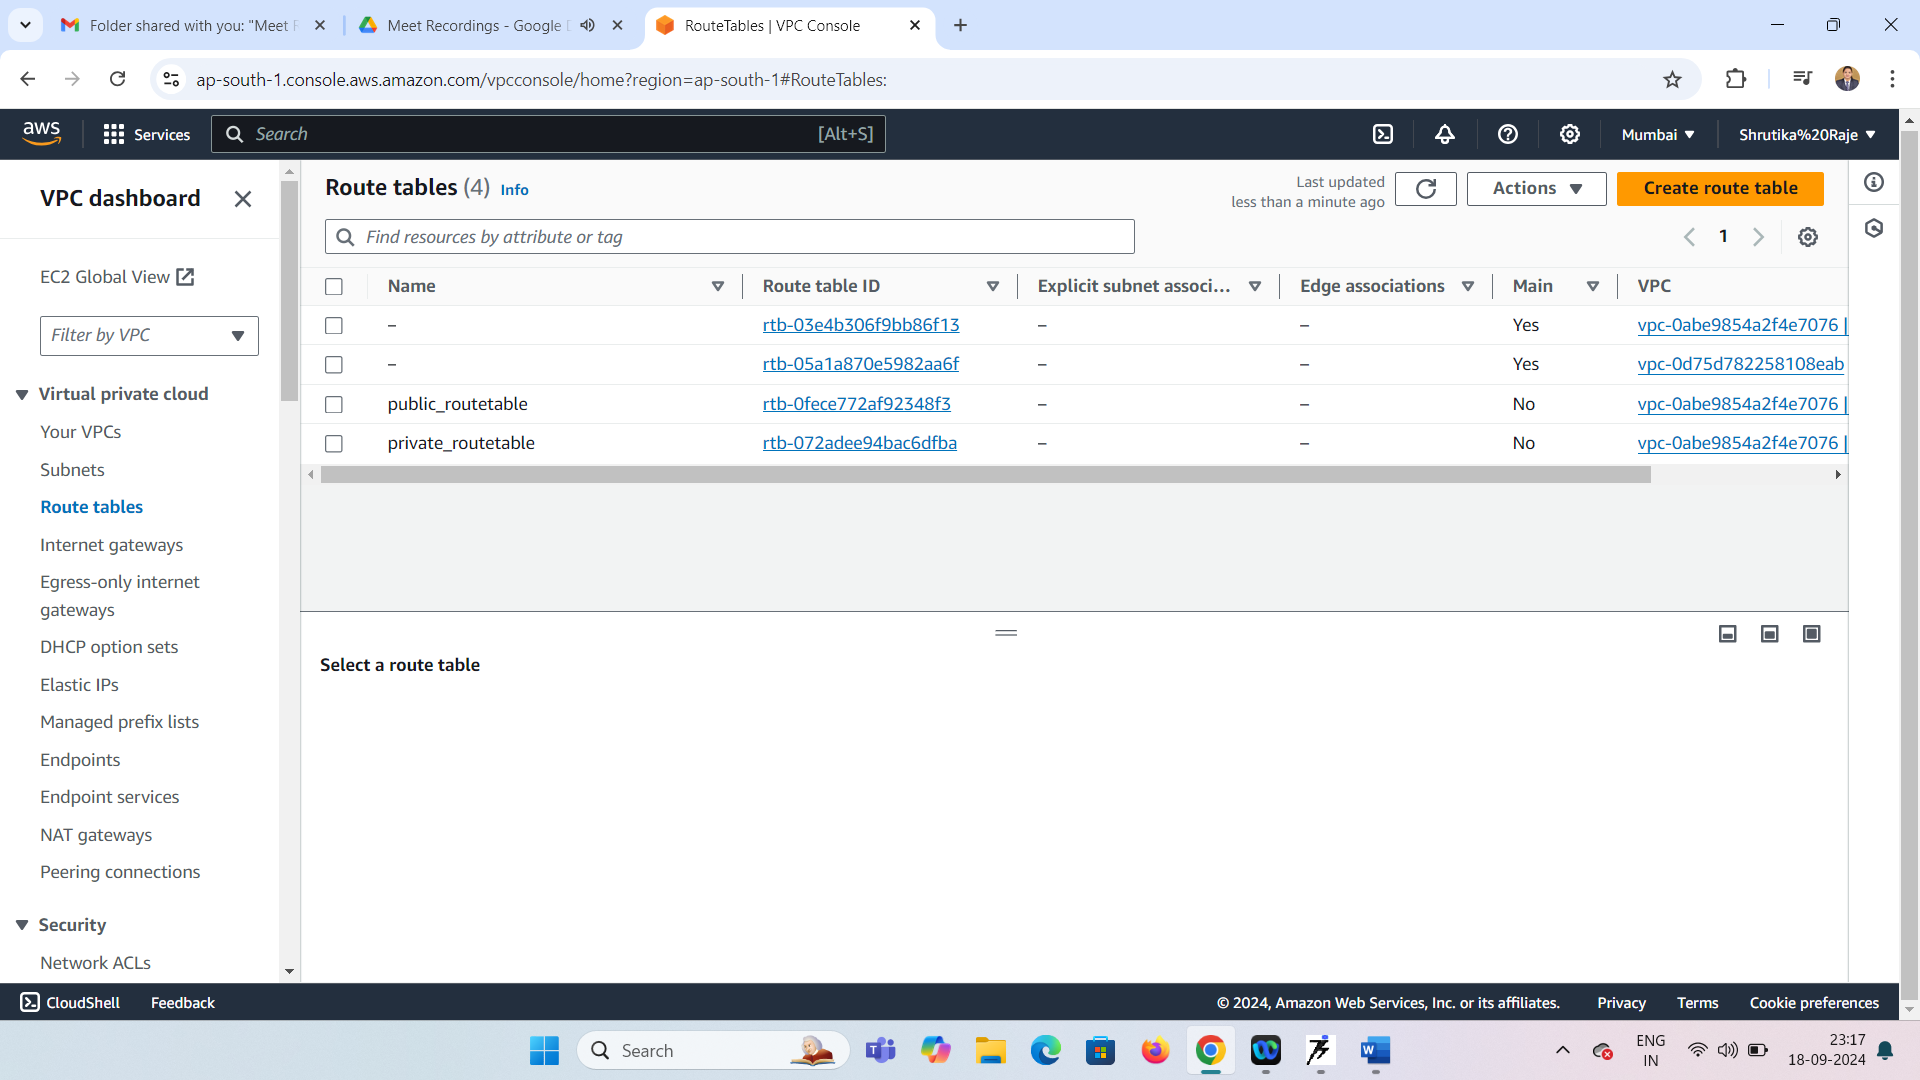 Folder shared with you: "Meet
Meet Recordings - Google
RouteTables | VPC Console
ap-south-1.console.aws.amazon.com/vpcconsole/home?region=ap-south-1#RouteTables:
aws
Services
Search
[Alt+S]
Mumbai
Shrutika%20Raje
VPC dashboard
EC2 Global View
Filter by VPC
Virtual private cloud
Your VPCs
Subnets
Route tables
Internet gateways
Egress-only internet
gateways
DHCP option sets
Elastic IPs
Managed prefix lists
Endpoints
Endpoint services
NAT gateways
Peering connections
Security
Network ACLs
Route tables (4) Info
Last updated
less than a minute ago
Actions
Create route table
Find resources by attribute or tag
1
Name Route table ID Explicit subnet associ... Edge associations Main VPC
– rtb-03e4b306f9bb86f13 – – Yes vpc-0abe9854a2f4e7076 |
– rtb-05a1a870e5982aa6f – – Yes vpc-0d75d782258108eab
public_routetable rtb-0fece772af92348f3 – – No vpc-0abe9854a2f4e7076 |
private_routetable rtb-072adee94bac6dfba – – No vpc-0abe9854a2f4e7076 |
Select a route table
CloudShell
Feedback
© 2024, Amazon Web Services, Inc. or its affiliates.
Privacy
Terms
Cookie preferences
Search
ENG
IN
23:17
18-09-2024